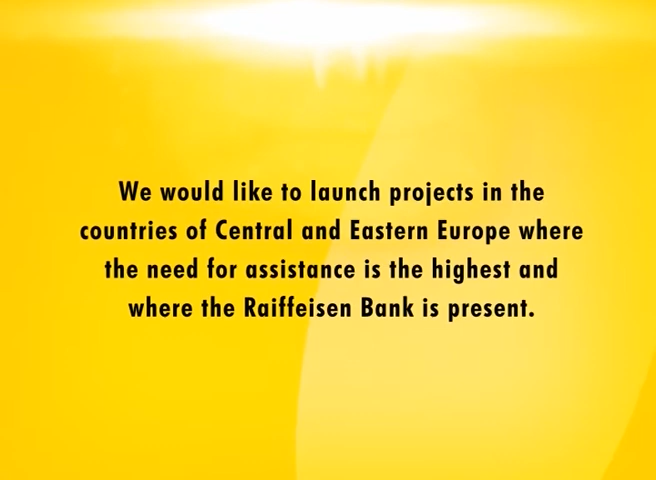 We would like to launch projects in the
countries of Central and Eastern Europe where
the need for assistance is the highest and
where the Raiffeisen Bank is present.